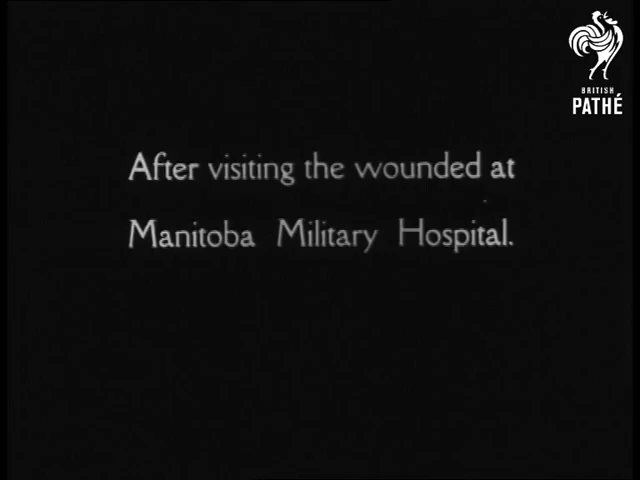 BRITISH
PATHÉ
After visiting the wounded at
Manitoba Military Hospital.